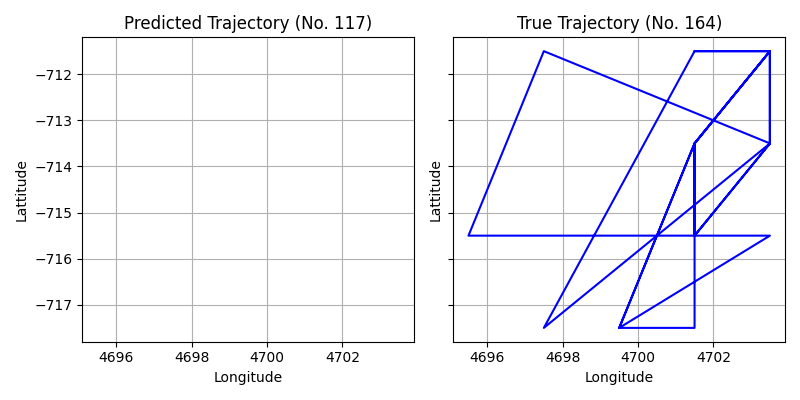 Predicted Trajectory (No. 117)
True Trajectory (No. 164)
Lattitude
−712
−713
−714
−715
−716
−717
4696
4698
4700
4702
Longitude
Lattitude
4696
4698
4700
4702
Longitude